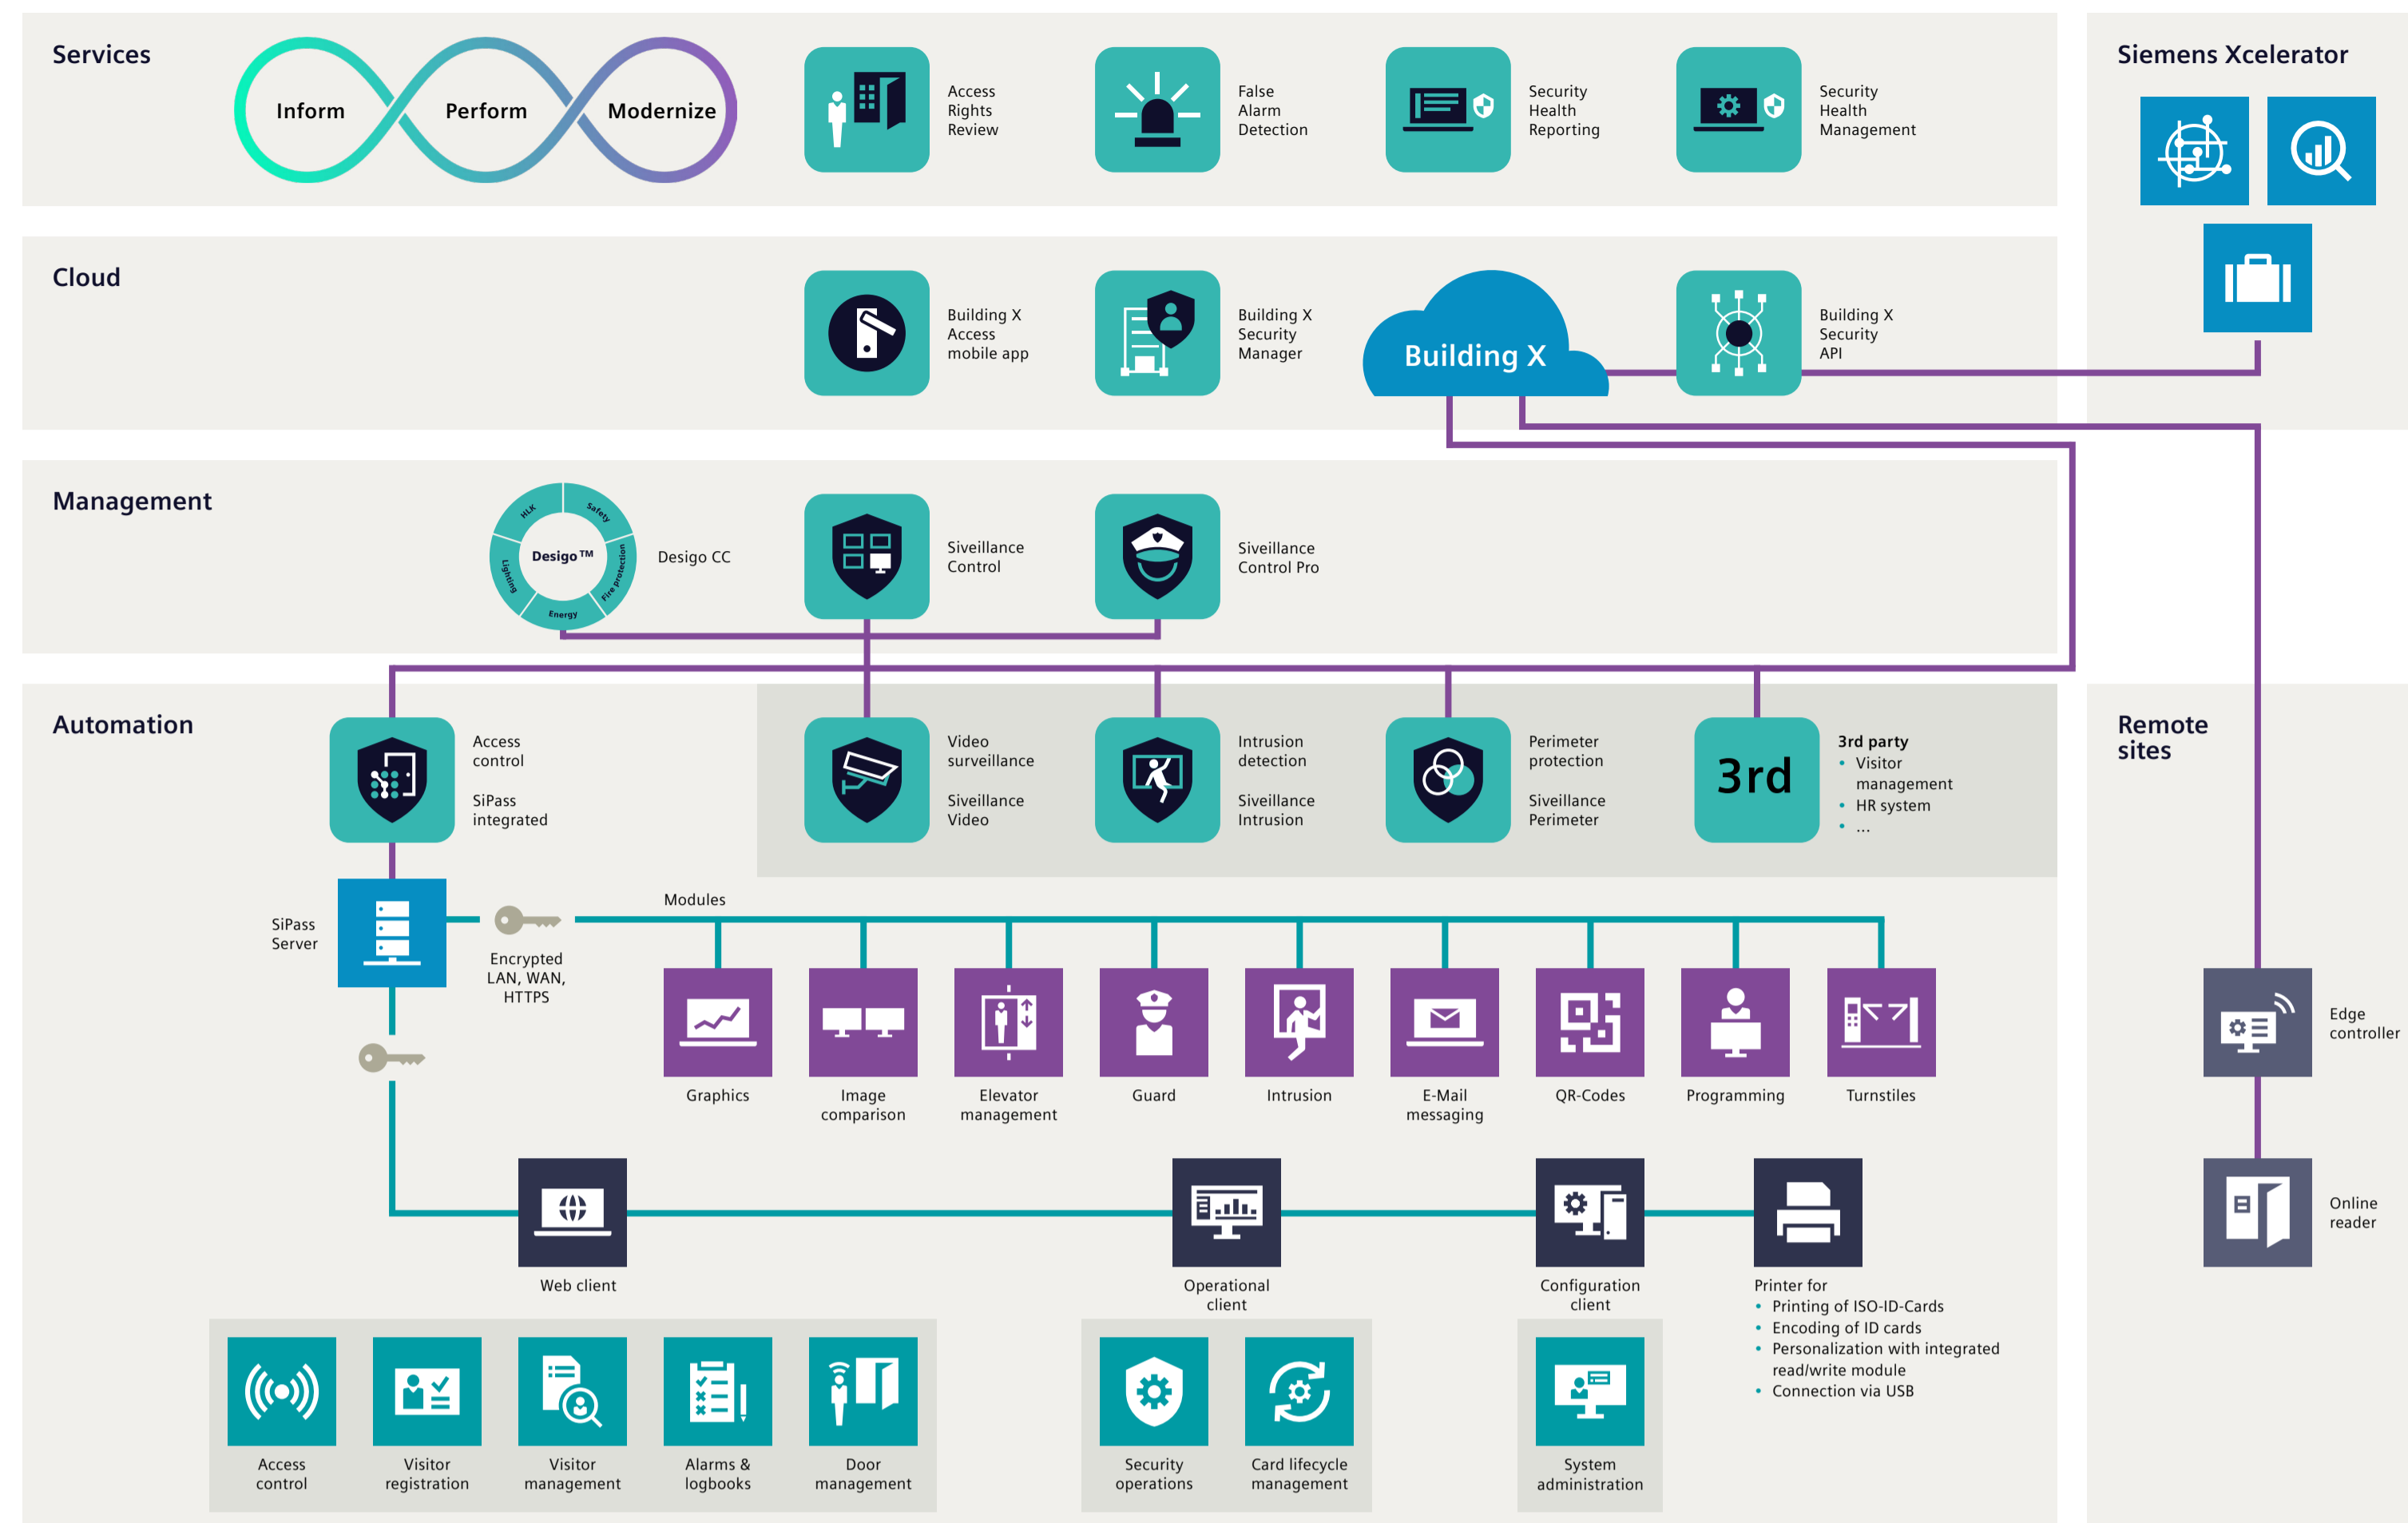 Services
Inform
Perform
Modernize
Access
Rights
Review
False
Alarm
Detection
Security
Health
Reporting
Security
Health
Management
Siemens Xcelerator
Cloud
Building X
Access
mobile app
Building X
Security
Manager
Building X
Building X
Security
API
Management
HLK
Safety
Lighting
Fire protection
Energy
Desigo™
Desigo CC
Siveillance
Control
Siveillance
Control Pro
Automation
Access
control
SiPass
integrated
Video
surveillance
Siveillance
Video
Intrusion
detection
Siveillance
Intrusion
Perimeter
protection
Siveillance
Perimeter
3rd
3rd party
• Visitor
management
• HR system
• ...
Remote
sites
SiPass
Server
Encrypted
LAN, WAN,
HTTPS
Modules
Graphics
Image
comparison
Elevator
management
Guard
Intrusion
E-Mail
messaging
QR-Codes
Programming
Turnstiles
Edge
controller
Web client
Operational
client
Configuration
client
Printer for
• Printing of ISO-ID-Cards
• Encoding of ID cards
• Personalization with integrated
read/write module
• Connection via USB
Online
reader
Access
control
Visitor
registration
Visitor
management
Alarms &
logbooks
Door
management
Security
operations
Card lifecycle
management
System
administration